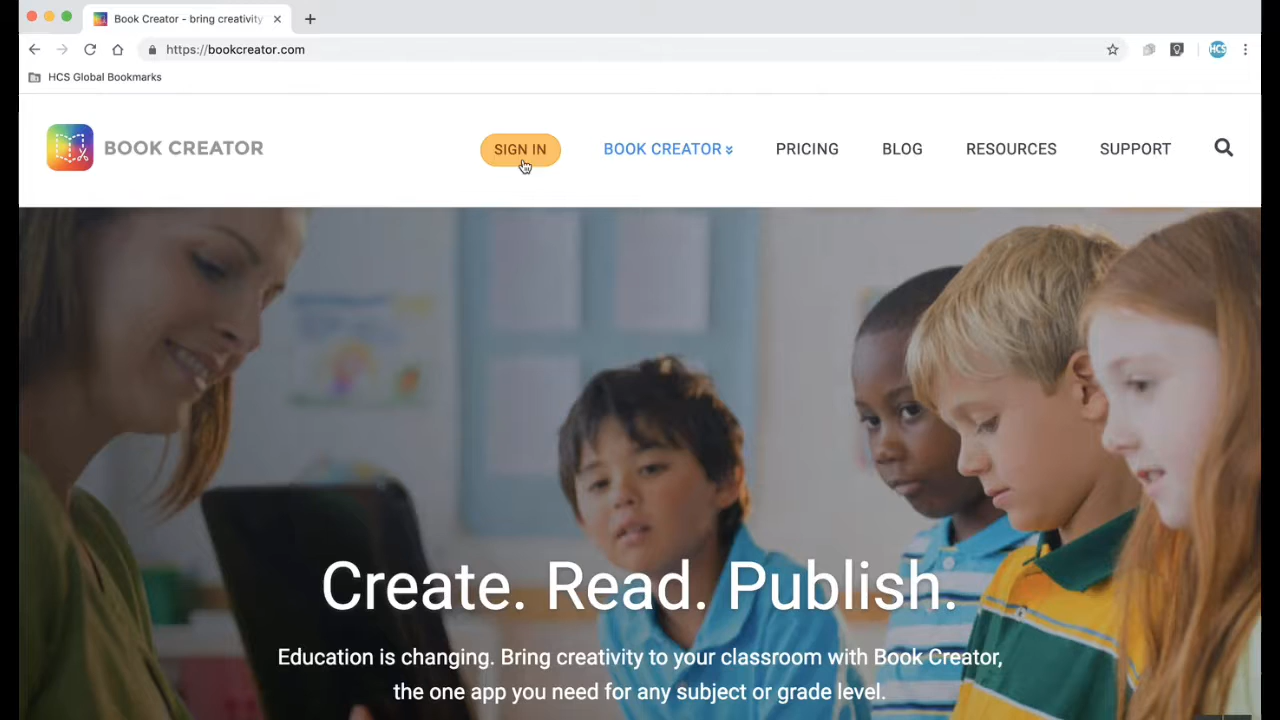 Book Creator - bring creativity
https://bookcreator.com
HCS
HCS Global Bookmarks
BOOK CREATOR
SIGN IN
BOOK CREATOR
PRICING
BLOG
RESOURCES
SUPPORT
Create. Read. Publish.
Education is changing. Bring creativity to your classroom with Book Creator,
the one app you need for any subject or grade level.